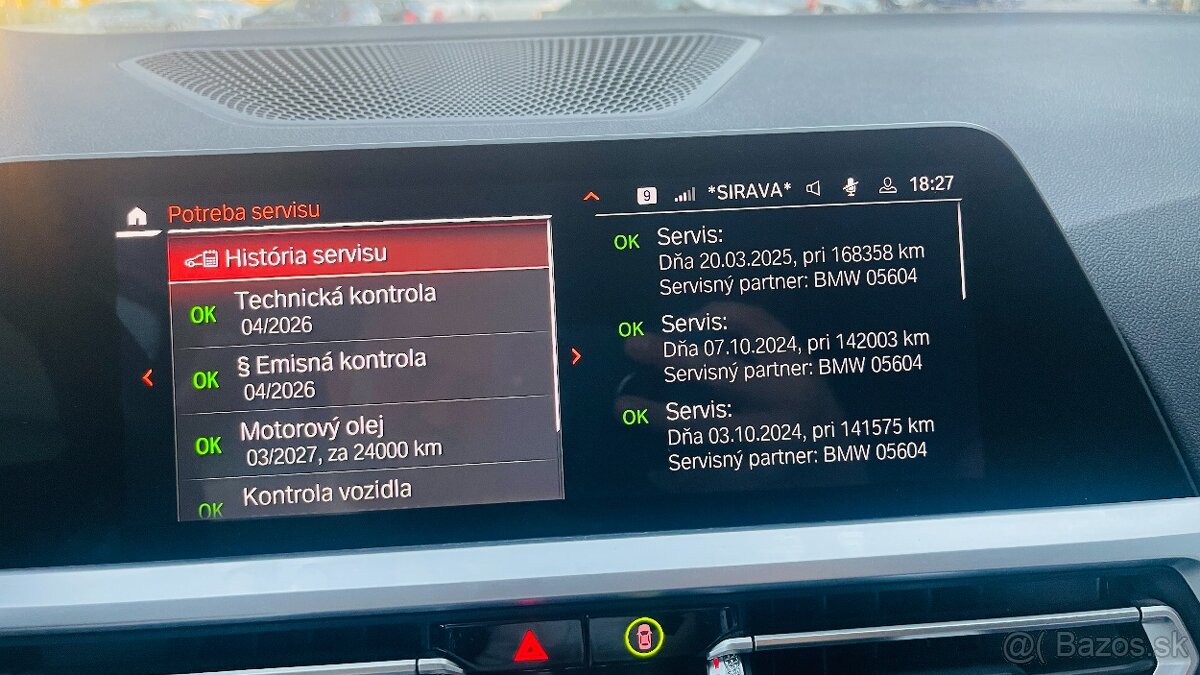 Potreba servisu
9 *SIRAVA* 18:27
História servisu
OK Technická kontrola
04/2026
OK § Emisná kontrola
04/2026
OK Motorový olej
03/2027, za 24000 km
OK Kontrola vozidla
OK Servis:
Dňa 20.03.2025, pri 168358 km
Servisný partner: BMW 05604
OK Servis:
Dňa 07.10.2024, pri 142003 km
Servisný partner: BMW 05604
OK Servis:
Dňa 03.10.2024, pri 141575 km
Servisný partner: BMW 05604
@( Bazos.sk